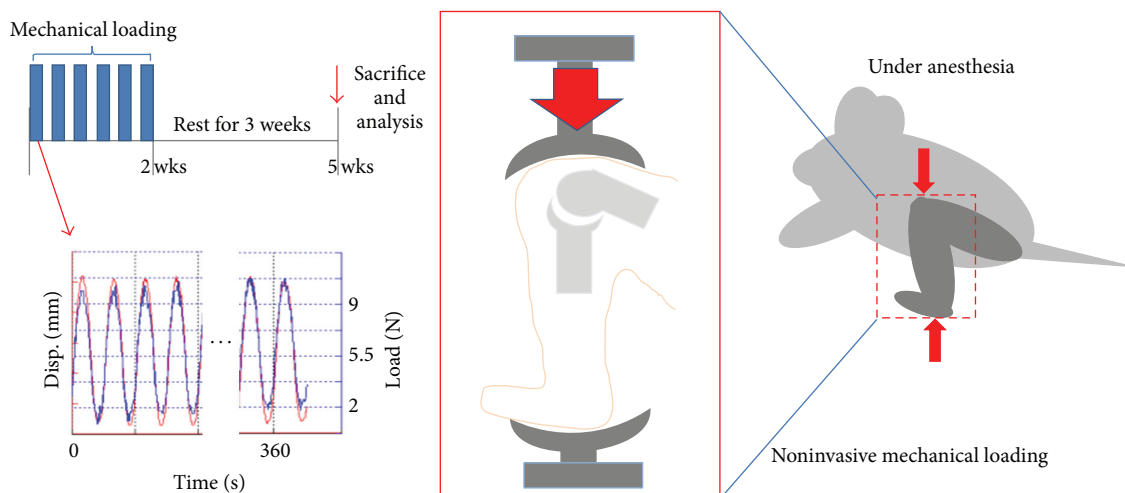 Mechanical loading
Sacrifice
and
analysis
Rest for 3 weeks
2 wks
5 wks
Disp. (mm)
9
5.5
2
Load (N)
...
0
360
Time (s)
Under anesthesia
Noninvasive mechanical loading